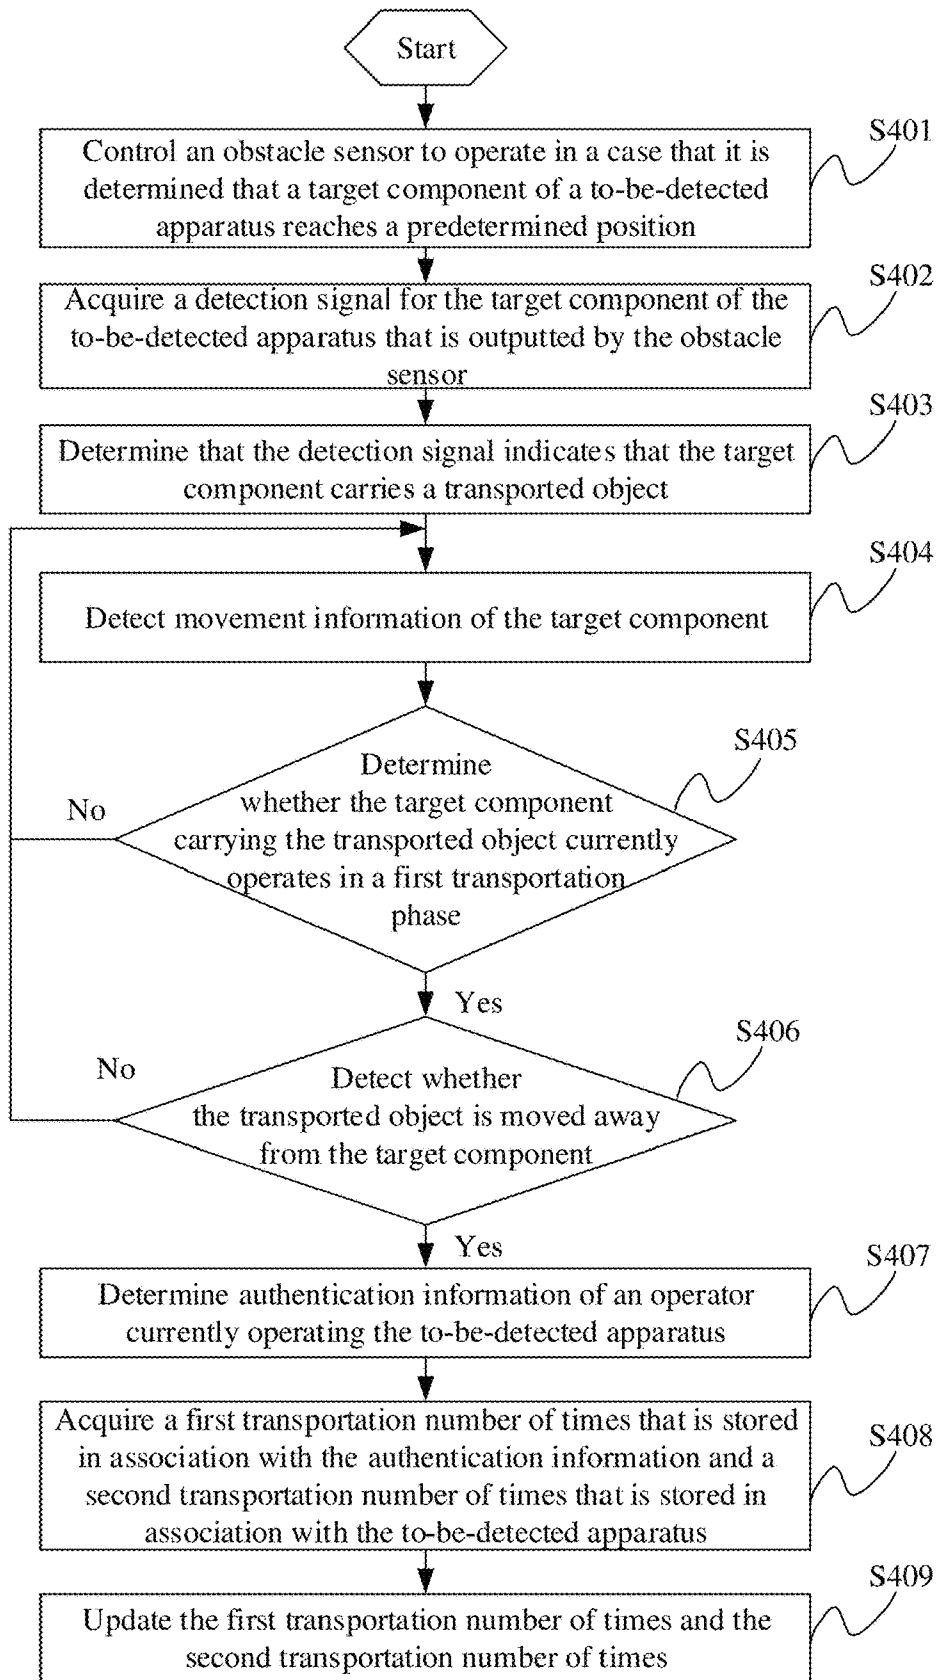 Start
S401
Control an obstacle sensor to operate in a case that it is
determined that a target component of a to-be-detected
apparatus reaches a predetermined position
S402
Acquire a detection signal for the target component of the
to-be-detected apparatus that is outputted by the obstacle
sensor
S403
Determine that the detection signal indicates that the target
component carries a transported object
S404
Detect movement information of the target component
S405
Determine
whether the target component
carrying the transported object currently
operates in a first transportation
phase
No
Yes
S406
Detect whether
the transported object is moved away
from the target component
No
Yes
S407
Determine authentication information of an operator
currently operating the to-be-detected apparatus
S408
Acquire a first transportation number of times that is stored
in association with the authentication information and a
second transportation number of times that is stored in
association with the to-be-detected apparatus
S409
Update the first transportation number of times and the
second transportation number of times